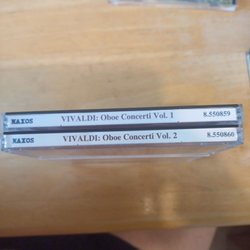 NAXOS VIVALDI: Oboe Concerti Vol. 1 8.550859
NAXOS VIVALDI: Oboe Concerti Vol. 2 8.550860